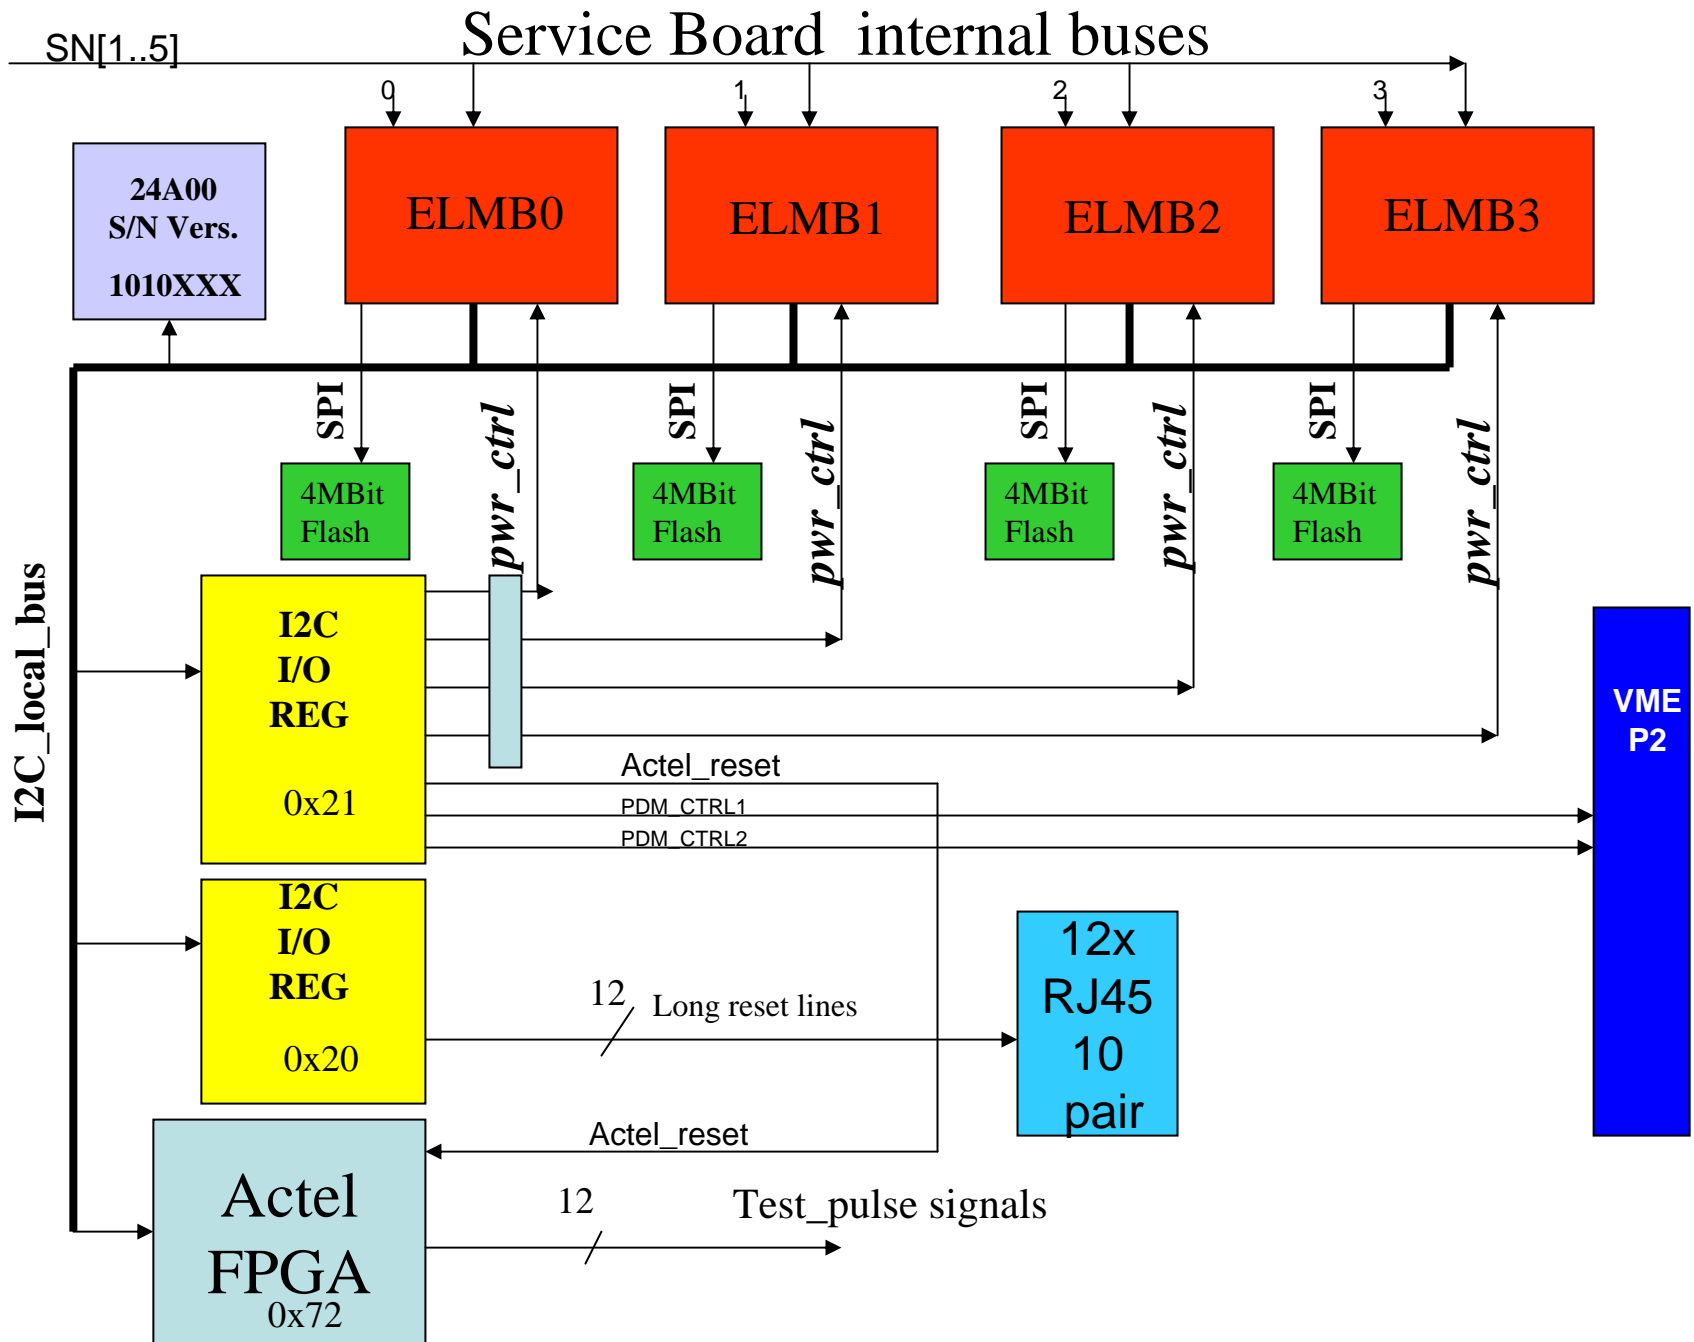 Service Board internal buses
SN[1..5]
0
1
2
3
24A00
S/N Vers.
1010XXX
ELMB0
ELMB1
ELMB2
ELMB3
SPI
pwr_ctrl
SPI
pwr_ctrl
SPI
pwr_ctrl
SPI
pwr_ctrl
4MBit
Flash
4MBit
Flash
4MBit
Flash
4MBit
Flash
I2C_local_bus
I2C
I/O
REG
0x21
Actel_reset
PDM_CTRL1
PDM_CTRL2
VME
P2
I2C
I/O
REG
0x20
12
Long reset lines
12x
RJ45
10
pair
Actel_reset
Actel
FPGA
0x72
12
Test_pulse signals